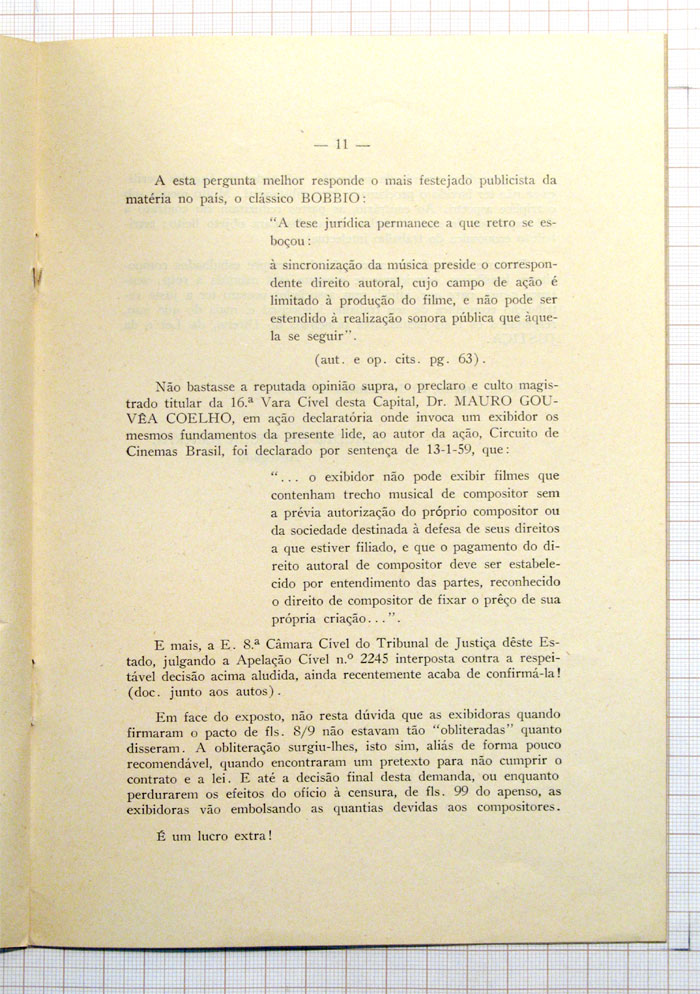 — 11 —
A esta pergunta melhor responde o mais festejado publicista da
matéria no país, o clássico BOBBIO:
“A tese jurídica permanece a que retro se es-
boçou:
à sincronização da música preside o correspon-
dente direito autoral, cujo campo de ação é
limitado à produção do filme, e não pode ser
estendido à realização sonora pública que àque-
la se seguir”.
(aut. e op. cits. pg. 63).
Não bastasse a reputada opinião supra, o preclaro e culto magis-
trado titular da 16.ª Vara Cível desta Capital, Dr. MAURO GOU-
VÊA COELHO, em ação declaratória onde invoca um exibidor os
mesmos fundamentos da presente lide, ao autor da ação, Circuito de
Cinemas Brasil, foi declarado por sentença de 13-1-59, que:
“... o exibidor não pode exibir filmes que
contenham trecho musical de compositor sem
a prévia autorização do próprio compositor ou
da sociedade destinada à defesa de seus direitos
a que estiver filiado, e que o pagamento do di-
reito autoral de compositor deve ser estabele-
cido por entendimento das partes, reconhecido
o direito de compositor de fixar o prêço de sua
própria criação...”.
E mais, a E. 8.ª Câmara Cível do Tribunal de Justiça dêste Es-
tado, julgando a Apelação Cível n.º 2245 interposta contra a respei-
tável decisão acima aludida, ainda recentemente acaba de confirmá-la!
(doc. junto aos autos).
Em face do exposto, não resta dúvida que as exibidoras quando
firmaram o pacto de fls. 8/9 não estavam tão “obliteradas” quanto
disseram. A obliteração surgiu-lhes, isto sim, aliás de forma pouco
recomendável, quando encontraram um pretexto para não cumprir o
contrato e a lei. E até a decisão final desta demanda, ou enquanto
perdurarem os efeitos do ofício à censura, de fls. 99 do apenso, as
exibidoras vão embolsando as quantias devidas aos compositores.
É um lucro extra!